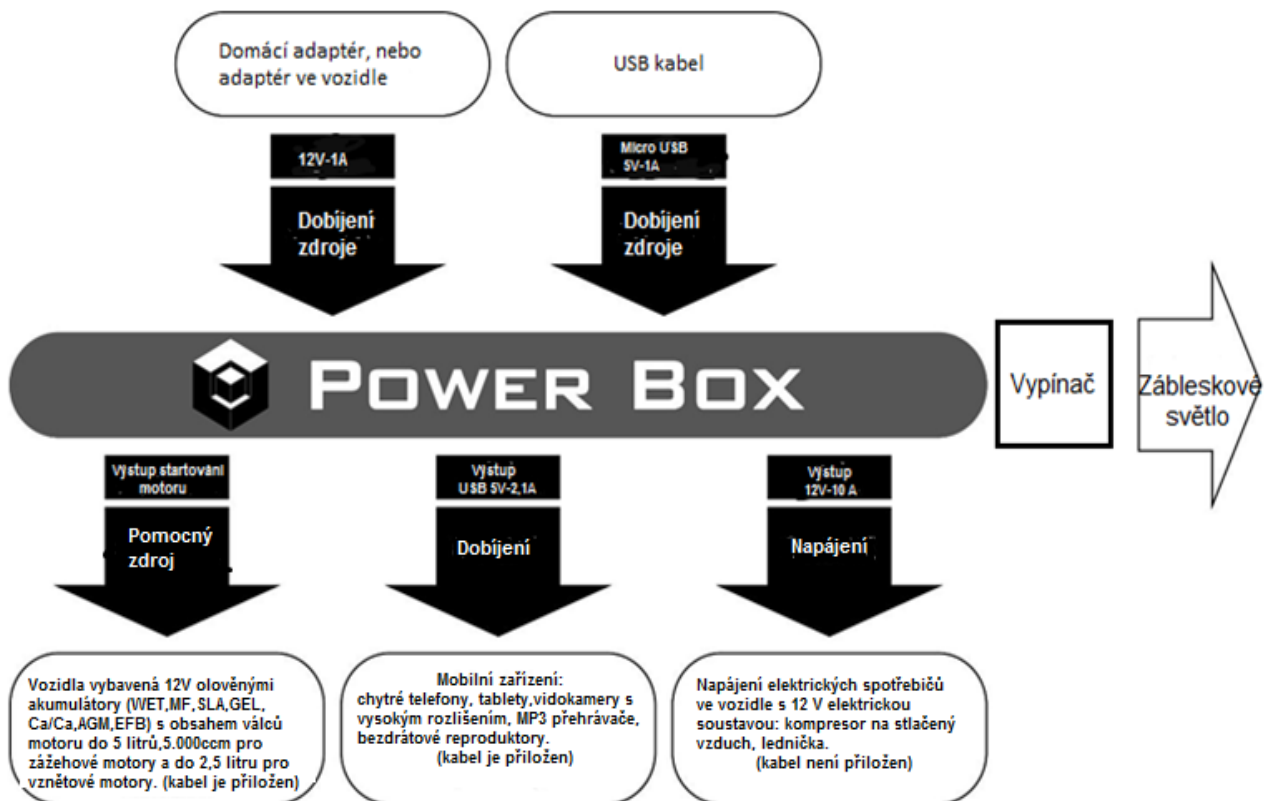 Domácí adaptér, nebo
adaptér ve vozidle
USB kabel
12V-1A
Micro USB
5V-1A
Dobíjení
zdroje
Dobíjení
zdroje
POWER BOX
Vypínač
Zábleskové
světlo
Výstup startování
motoru
Výstup
USB 5V-2,1A
Výstup
12V-10 A
Pomocný
zdroj
Dobíjení
Napájení
Vozidla vybavená 12V olověnými
akumulátory (WET,MF,SLA,GEL,
Ca/Ca,AGM,EFB) s obsahem válců
motoru do 5 litrů,5.000ccm pro
zážehové motory a do 2,5 litru pro
vznětové motory. (kabel je přiložen)
Mobilní zařízení:
chytré telefony, tablety,vidokamery s
vysokým rozlišením, MP3 přehrávače,
bezdrátové reproduktory.
(kabel je přiložen)
Napájení elektrických spotřebičů
ve vozidle s 12 V elektrickou
soustavou: kompresor na stlačený
vzduch, lednička.
(kabel není přiložen)